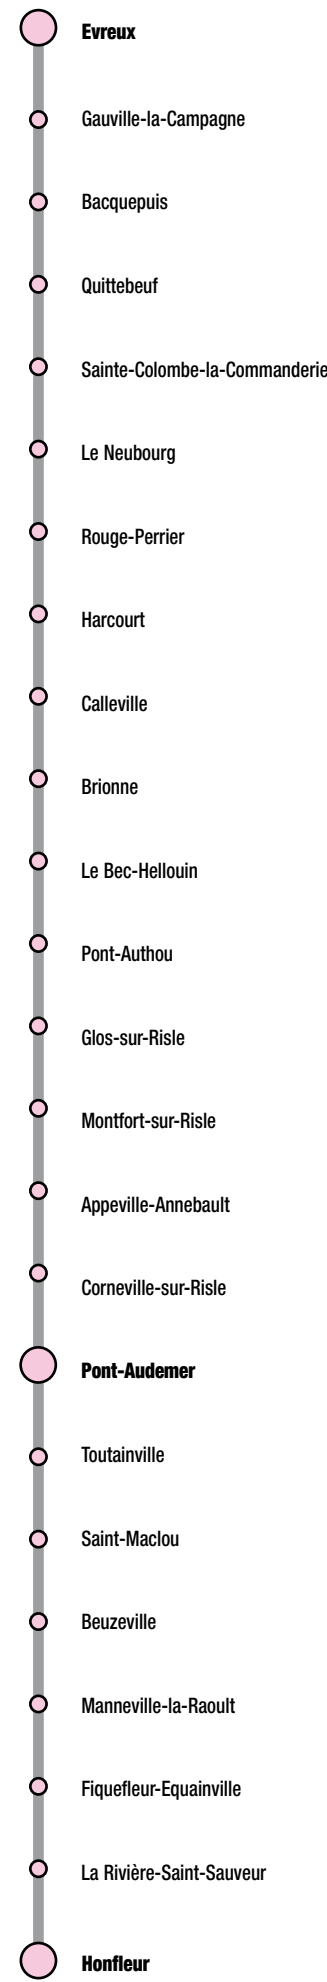 Evreux
Gauville-la-Campagne
Bacquepuis
Quittebeuf
Sainte-Colombe-la-Commanderie
Le Neubourg
Rouge-Perrier
Harcourt
Calleville
Brionne
Le Bec-Hellouin
Pont-Authou
Glos-sur-Risle
Montfort-sur-Risle
Appeville-Annebault
Corneville-sur-Risle
Pont-Audemer
Toutainville
Saint-Maclou
Beuzeville
Manneville-la-Raoult
Fiquefleur-Equainville
La Rivière-Saint-Sauveur
Honfleur